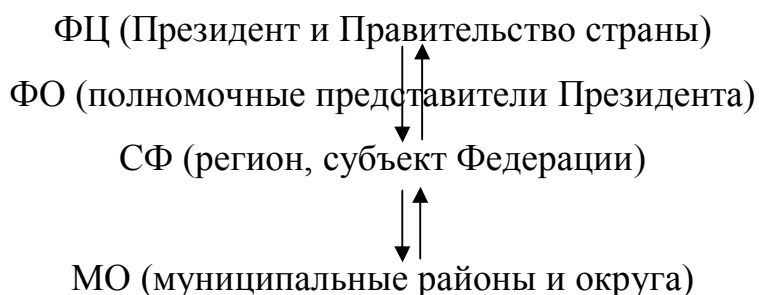 ФЦ (Президент и Правительство страны)
ФО (полномочные представители Президента)
СФ (регион, субъект Федерации)
МО (муниципальные районы и округа)